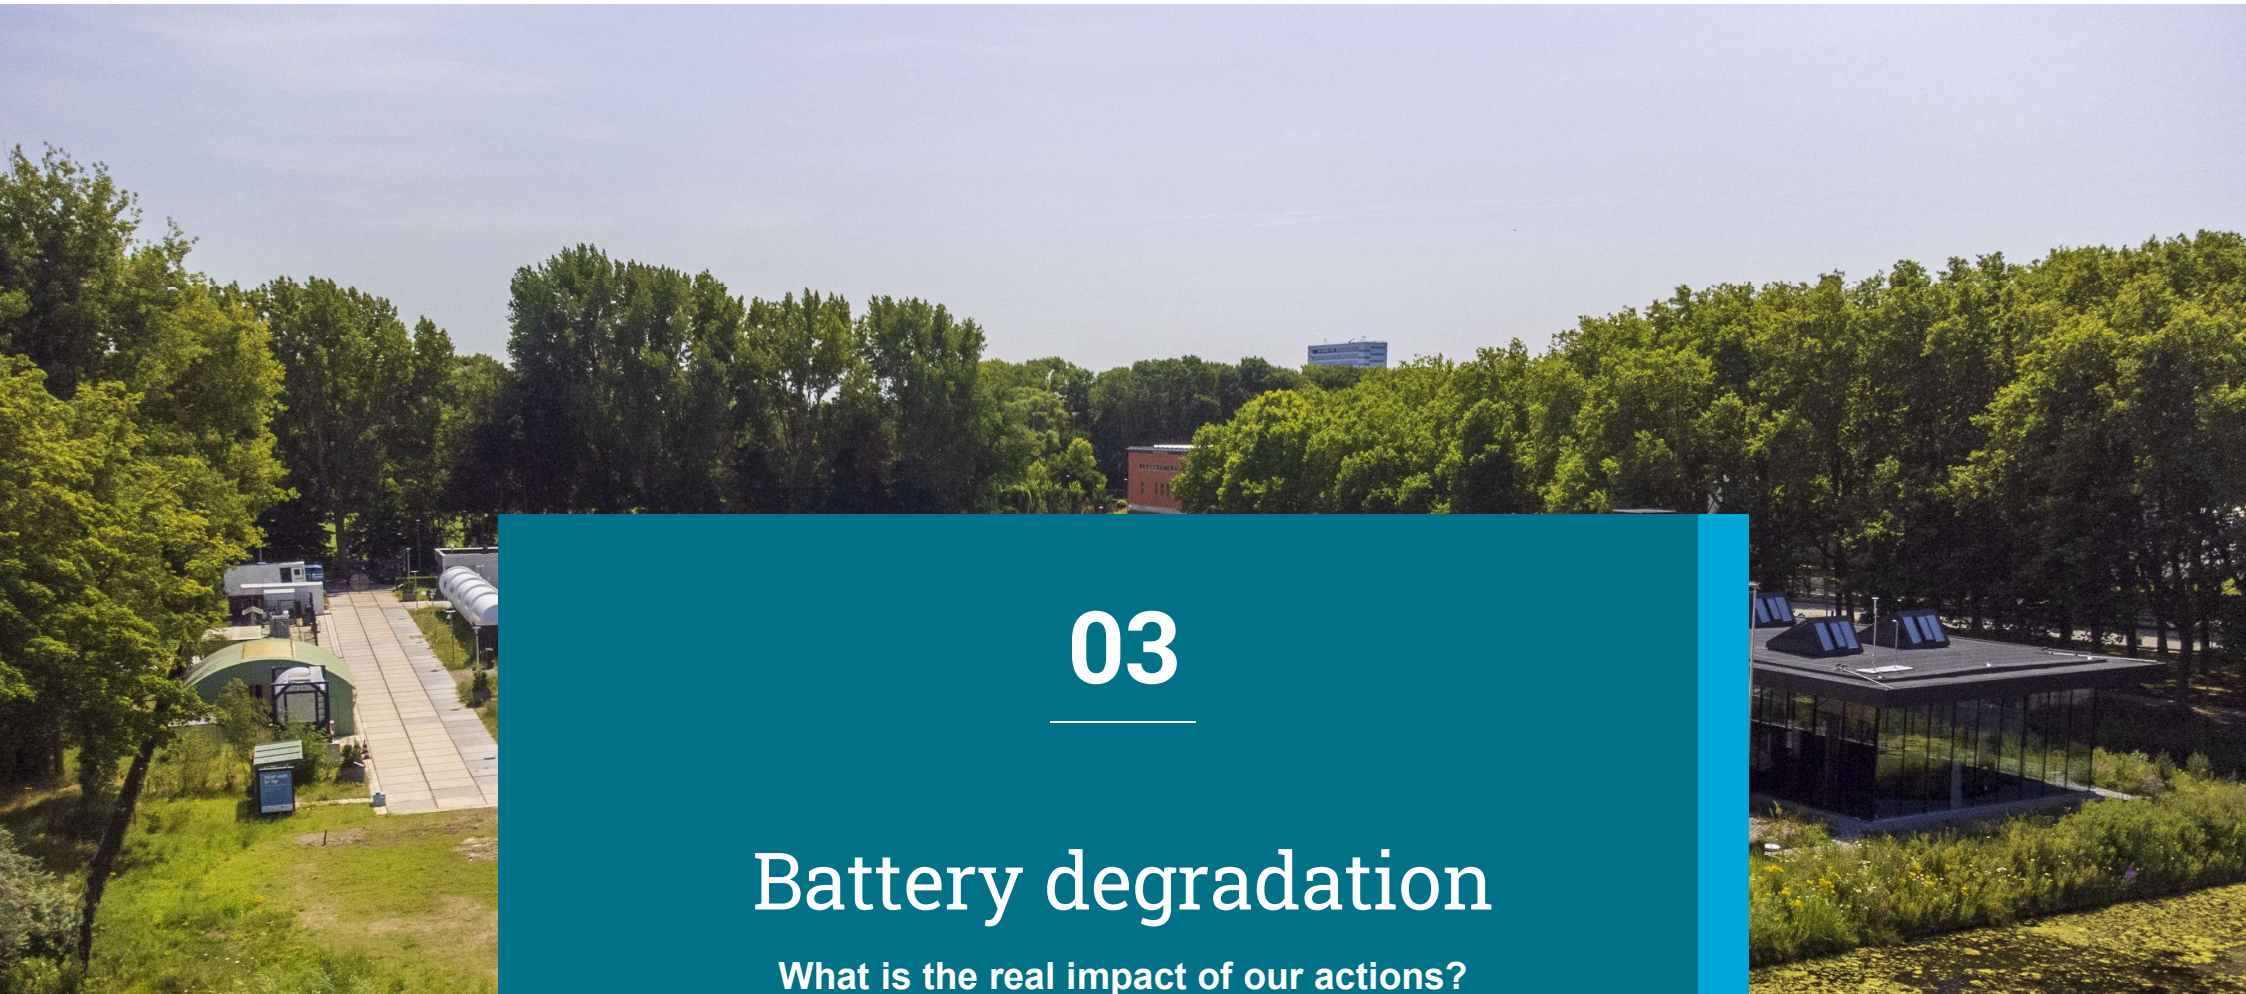 03
Battery degradation
What is the real impact of our actions?